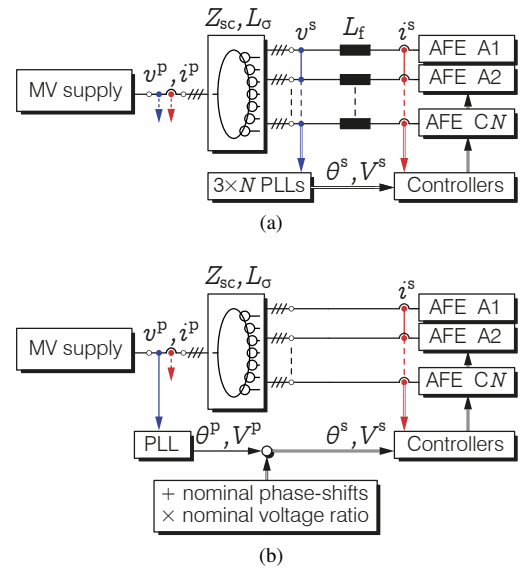 Z_sc, L_σ v^s L_f i^s
AFE A1
v^p, i^p
MV supply
AFE A2
AFE CN
θ^s, V^s
3×N PLLs
Controllers
(a)
Z_sc, L_σ i^s
AFE A1
v^p, i^p
MV supply
AFE A2
AFE CN
θ^p, V^p θ^s, V^s
PLL
Controllers
+ nominal phase-shifts
× nominal voltage ratio
(b)